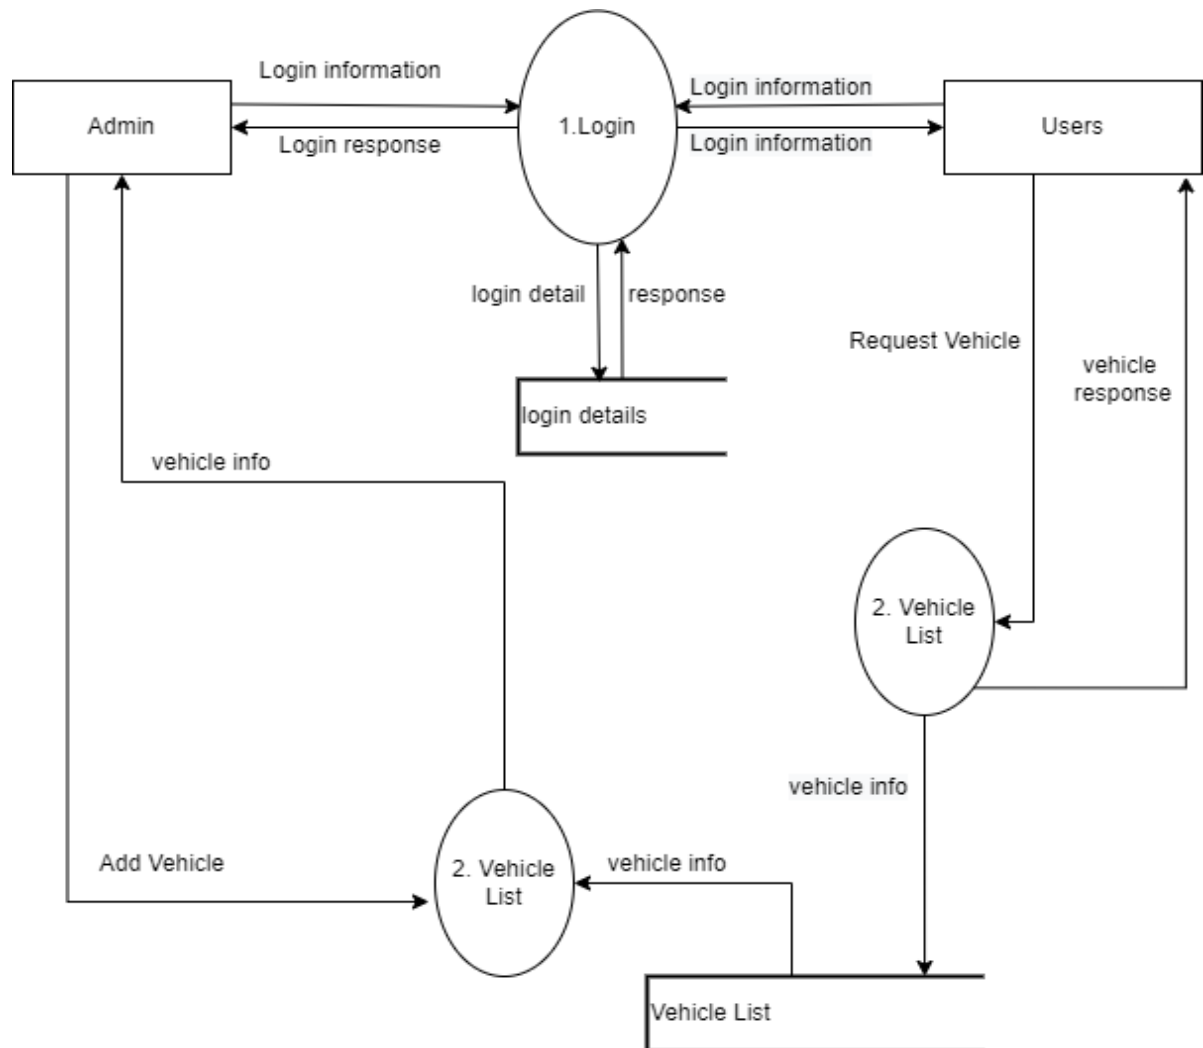 Login information
Login information
Admin
1.Login
Users
Login response
Login information
login detail
response
Request Vehicle
vehicle
response
login details
vehicle info
2. Vehicle
List
vehicle info
Add Vehicle
2. Vehicle
List
vehicle info
Vehicle List